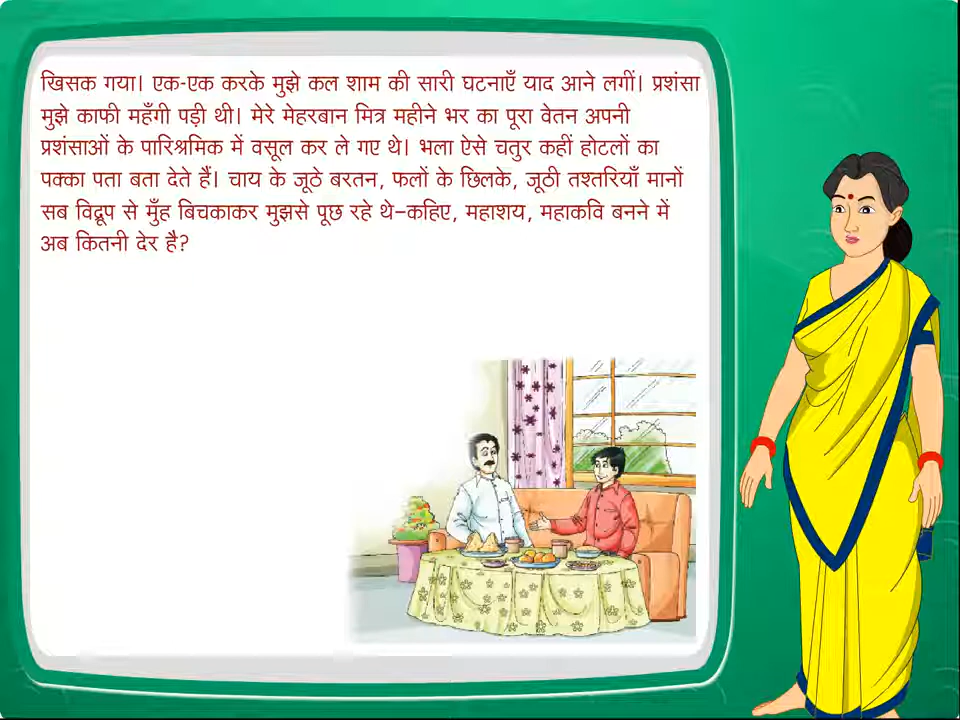 खिसक गया। एक-एक करके मुझे कल शाम की सारी घटनाएँ याद आने लगीं। प्रशंसा
मुझे काफी महँगी पड़ी थी। मेरे मेहरबान मित्र महीने भर का पूरा वेतन अपनी
प्रशंसाओं के पारिश्रमिक में वसूल कर ले गए थे। भला ऐसे चतुर कहीं होटलों का
पक्का पता बता देते हैं। चाय के जूठे बरतन, फलों के छिलके, जूठी तश्तरियाँ मानों
सब विद्रूप से मुँह बिचकाकर मुझसे पूछ रहे थे–कहिए, महाशय, महाकवि बनने में
अब कितनी देर है?